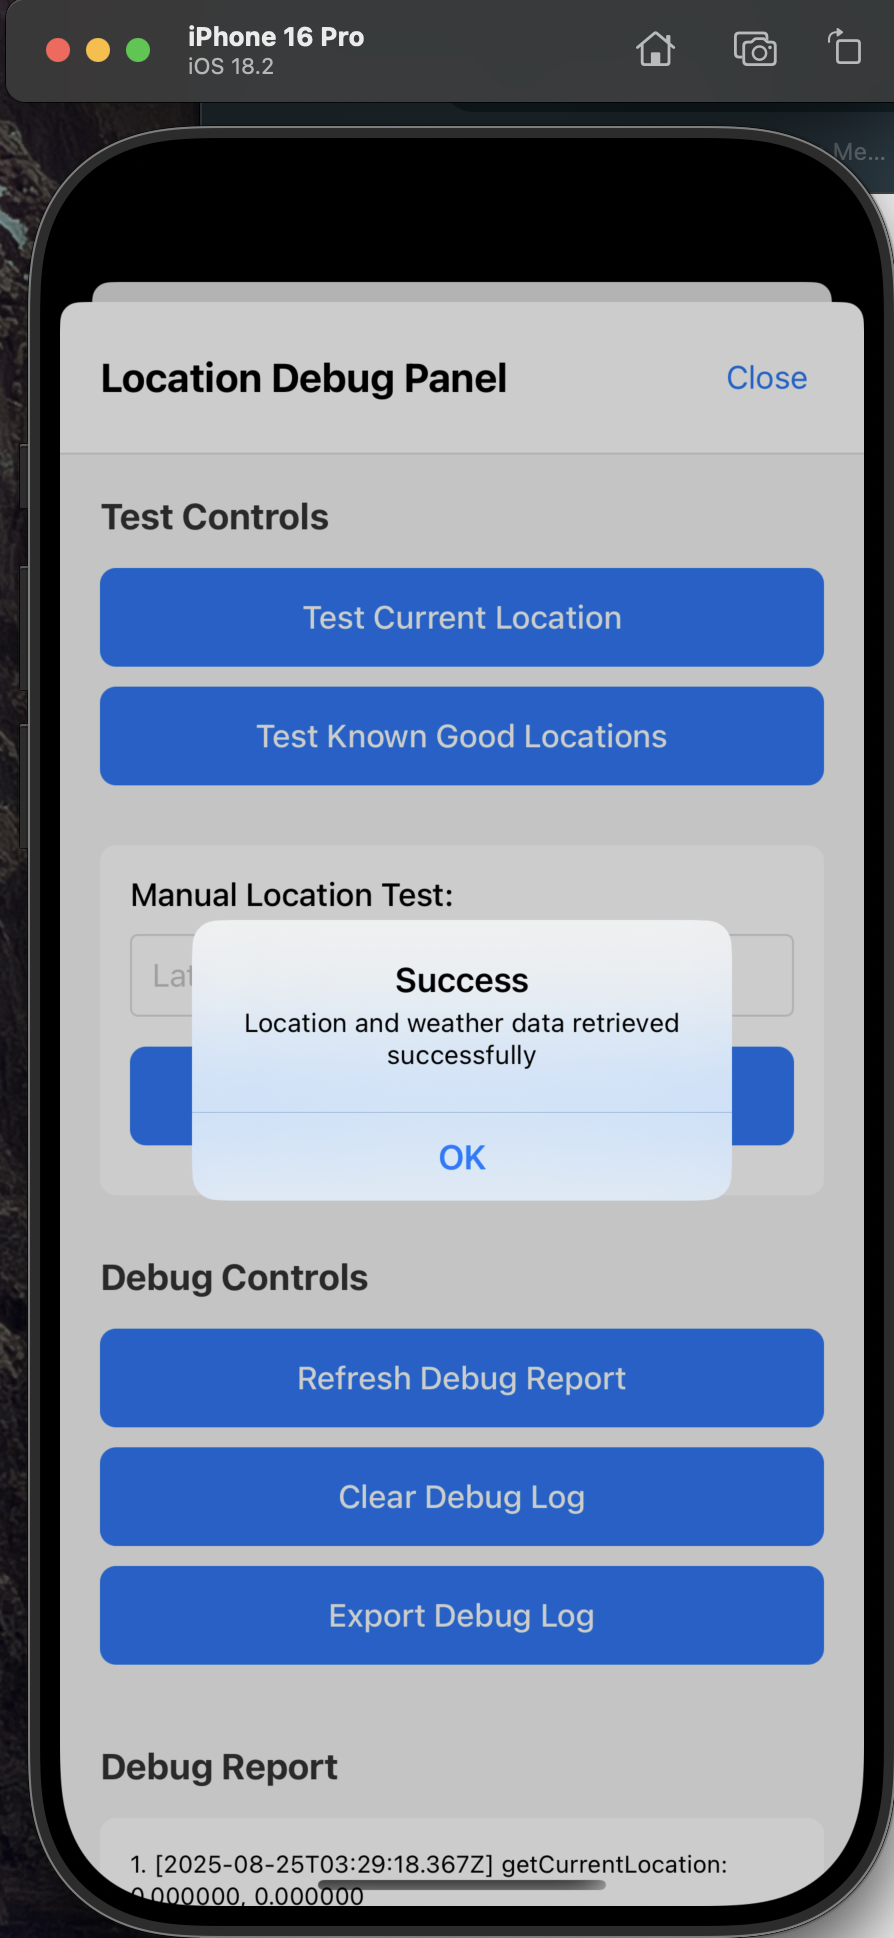 iPhone 16 Pro
iOS 18.2
Me...
Location Debug Panel
Close
Test Controls
Test Current Location
Test Known Good Locations
Manual Location Test:
Lat
Success
Location and weather data retrieved
successfully
OK
Debug Controls
Refresh Debug Report
Clear Debug Log
Export Debug Log
Debug Report
1. [2025-08-25T03:29:18.367Z] getCurrentLocation:
0.000000, 0.000000